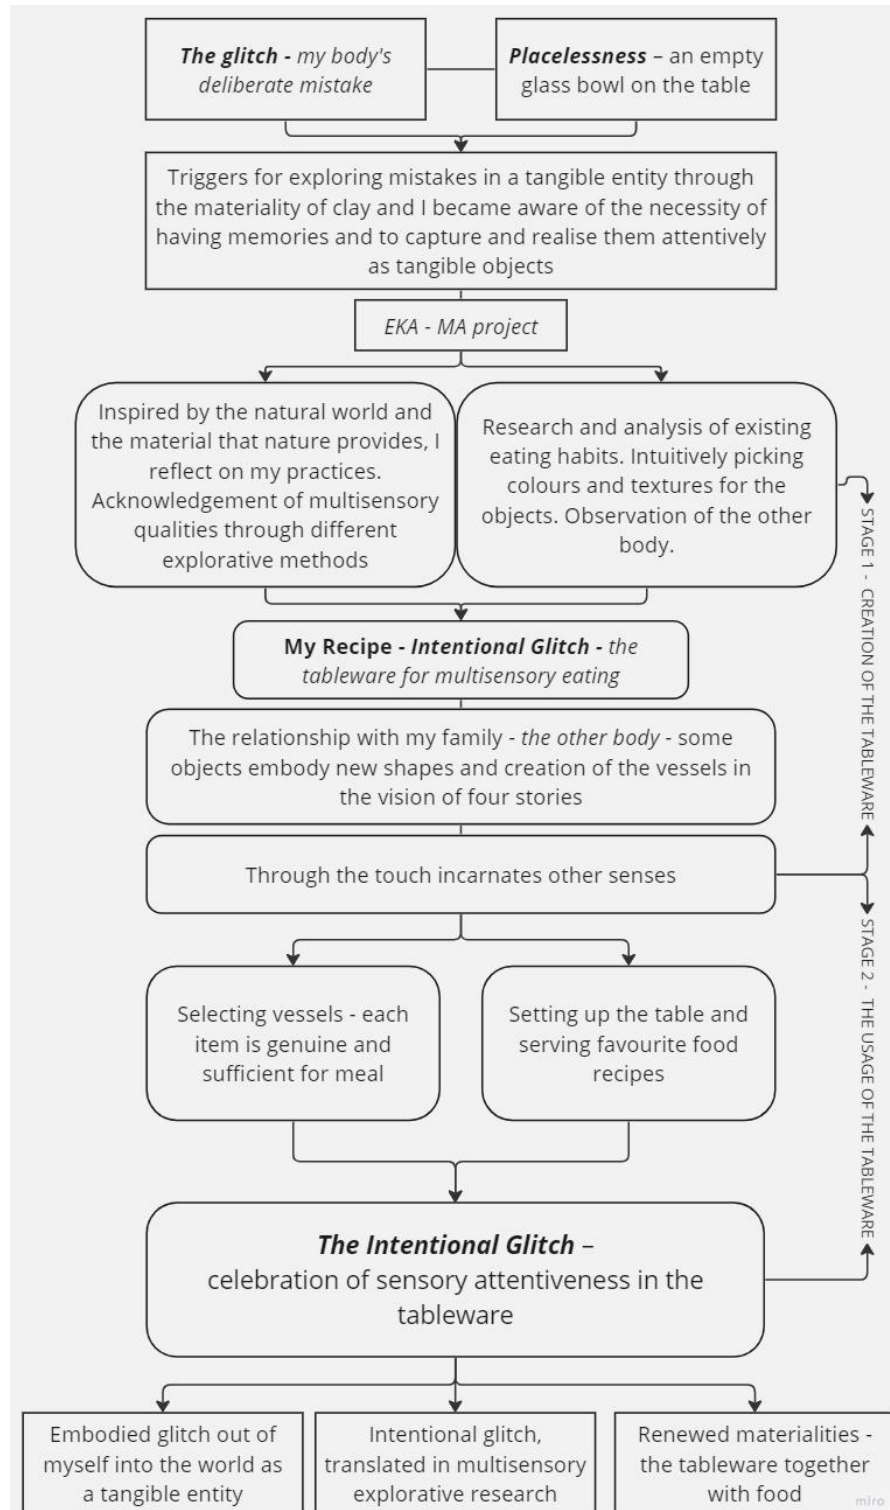 The glitch - my body's
deliberate mistake
Placelessness – an empty
glass bowl on the table
Triggers for exploring mistakes in a tangible entity through
the materiality of clay and I became aware of the necessity of
having memories and to capture and realise them attentively
as tangible objects
EKA - MA project
Inspired by the natural world and
the material that nature provides, I
reflect on my practices.
Acknowledgement of multisensory
qualities through different
explorative methods
Research and analysis of existing
eating habits. Intuitively picking
colours and textures for the
objects. Observation of the other
body.
STAGE 1 - CREATION OF THE TABLEWARE
My Recipe - Intentional Glitch - the
tableware for multisensory eating
The relationship with my family - the other body - some
objects embody new shapes and creation of the vessels in
the vision of four stories
Through the touch incarnates other senses
STAGE 2 - THE USAGE OF THE TABLEWARE
Selecting vessels - each
item is genuine and
sufficient for meal
Setting up the table and
serving favourite food
recipes
The Intentional Glitch –
celebration of sensory attentiveness in the
tableware
Embodied glitch out of
myself into the world as
a tangible entity
Intentional glitch,
translated in multisensory
explorative research
Renewed materialities -
the tableware together
with food
miro